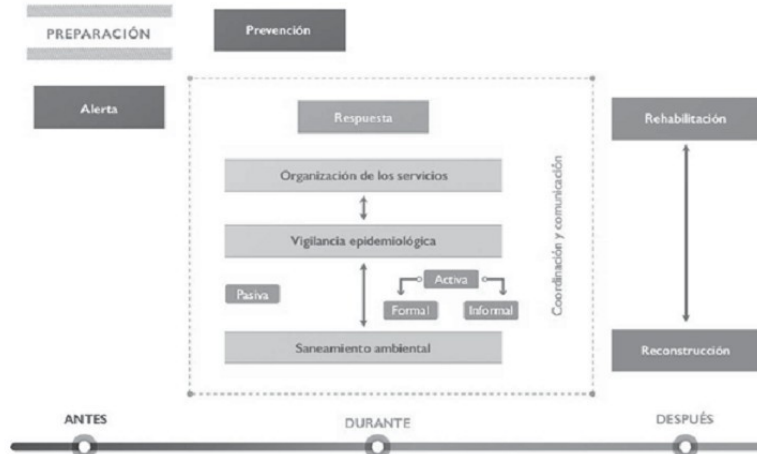 PREPARACIÓN
Prevención
Alerta
Respuesta
Rehabilitación
Organización de los servicios
Vigilancia epidemiológica
Activa
Pasiva
Formal
Informal
Saneamiento ambiental
Coordinación y comunicación
Reconstrucción
ANTES
DURANTE
DESPUÉS